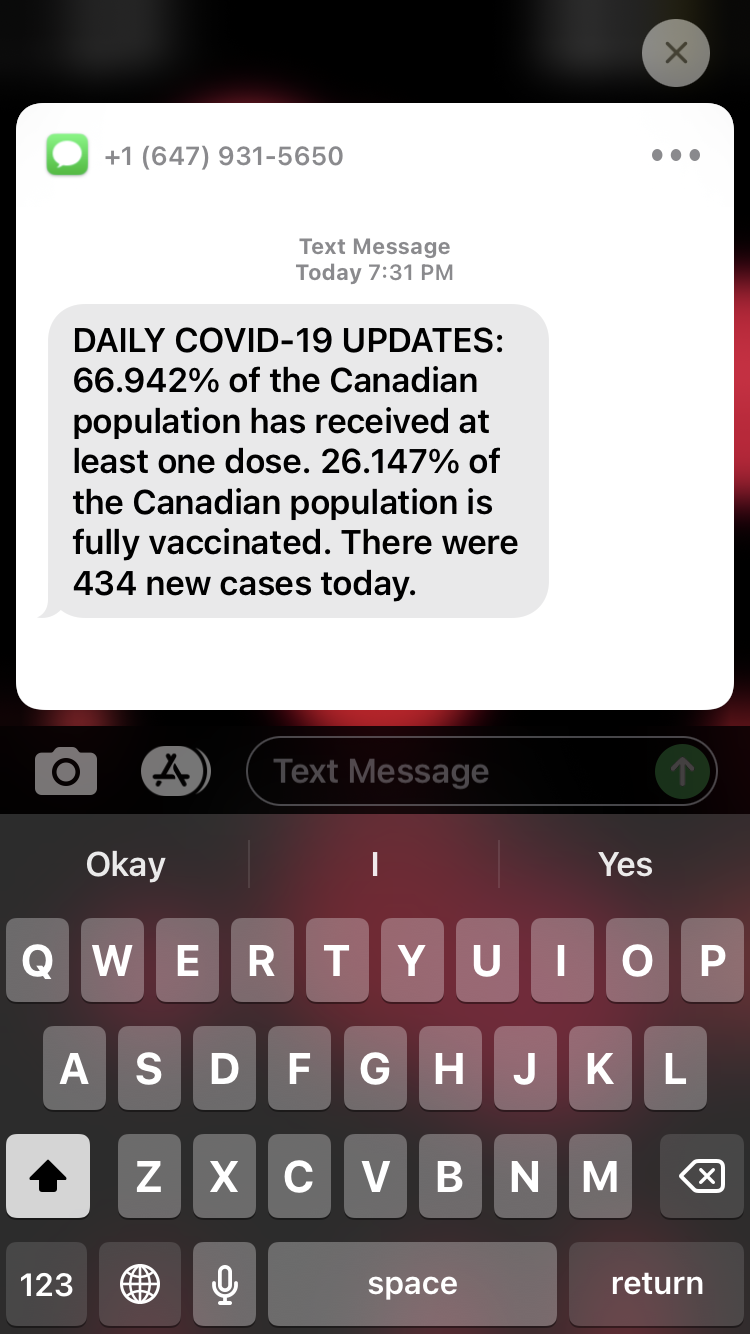 +1 (647) 931-5650
Text Message
Today 7:31 PM
DAILY COVID-19 UPDATES:
66.942% of the Canadian
population has received at
least one dose. 26.147% of
the Canadian population is
fully vaccinated. There were
434 new cases today.
Text Message
Okay I Yes
Q W E R T Y U I O P
A S D F G H J K L
Z X C V B N M
123 space return